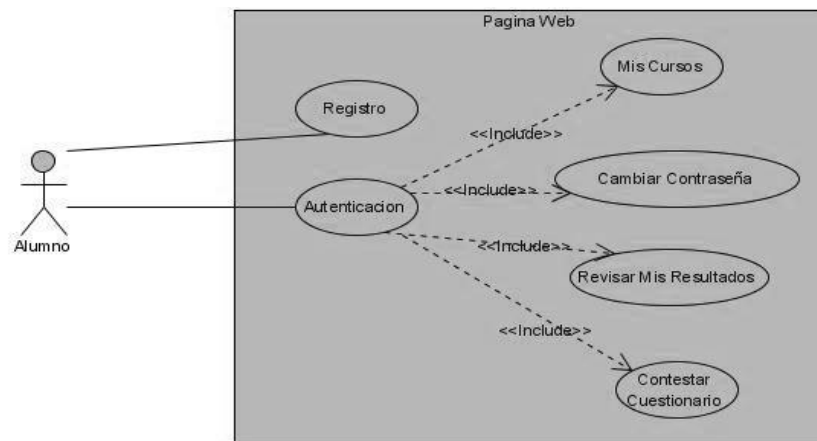 Pagina Web
Mis Cursos
Registro
<<Include>>
Cambiar Contraseña
<<Include>>
Autenticacion
Alumno
<<Include>>
Revisar Mis Resultados
<<Include>>
Contestar
Cuestionario